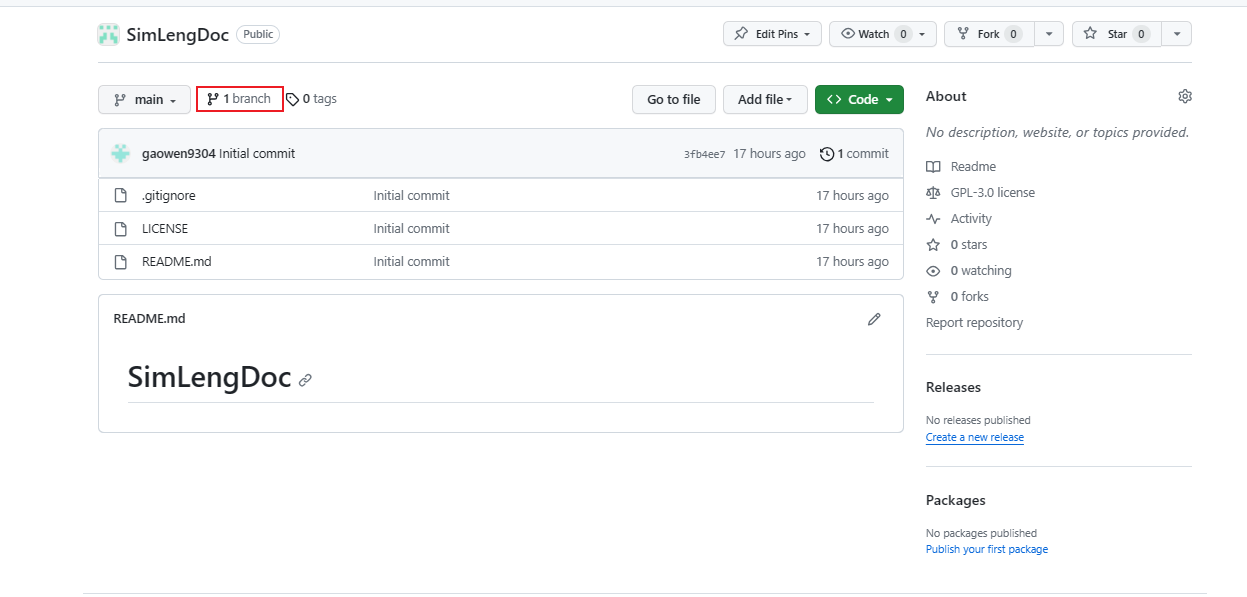 SimLengDoc Public Edit Pins Watch 0 Fork 0 Star 0
main 1 branch 0 tags Go to file Add file <> Code
gaowen9304 Initial commit 3fb4ee7 17 hours ago 1 commit
.gitignore Initial commit 17 hours ago
LICENSE Initial commit 17 hours ago
README.md Initial commit 17 hours ago
README.md
SimLengDoc
About
No description, website, or topics provided.
Readme
GPL-3.0 license
Activity
0 stars
0 watching
0 forks
Report repository
Releases
No releases published
Create a new release
Packages
No packages published
Publish your first package